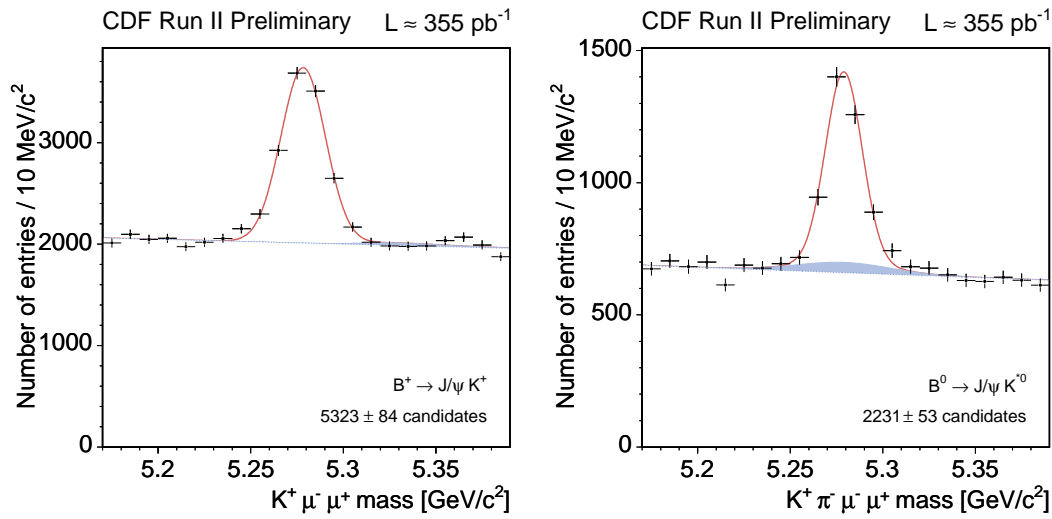 CDF Run II Preliminary L ≈ 355 pb⁻¹
Number of entries / 10 MeV/c²
3000
2000
1000
0
B⁺ → J/ψ K⁺
5323 ± 84 candidates
5.2 5.25 5.3 5.35
K⁺ μ⁻ μ⁺ mass [GeV/c²]
CDF Run II Preliminary L ≈ 355 pb⁻¹
Number of entries / 10 MeV/c²
1500
1000
500
0
B⁰ → J/ψ K*⁰
2231 ± 53 candidates
5.2 5.25 5.3 5.35
K⁺ π⁻ μ⁻ μ⁺ mass [GeV/c²]